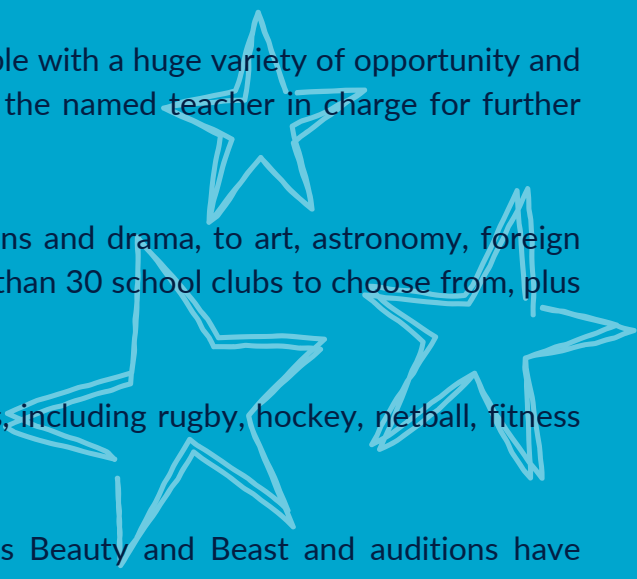 ple with a huge variety of opportunity and
the named teacher in charge for further
ns and drama, to art, astronomy, foreign
than 30 school clubs to choose from, plus
s, including rugby, hockey, netball, fitness
s Beauty and Beast and auditions have